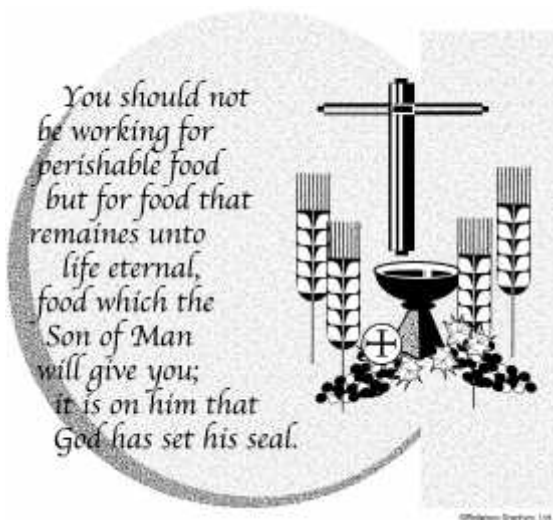 You should not
be working for
perishable food
but for food that
remaines unto
life eternal,
food which the
Son of Man
will give you;
it is on him that
God has set his seal.